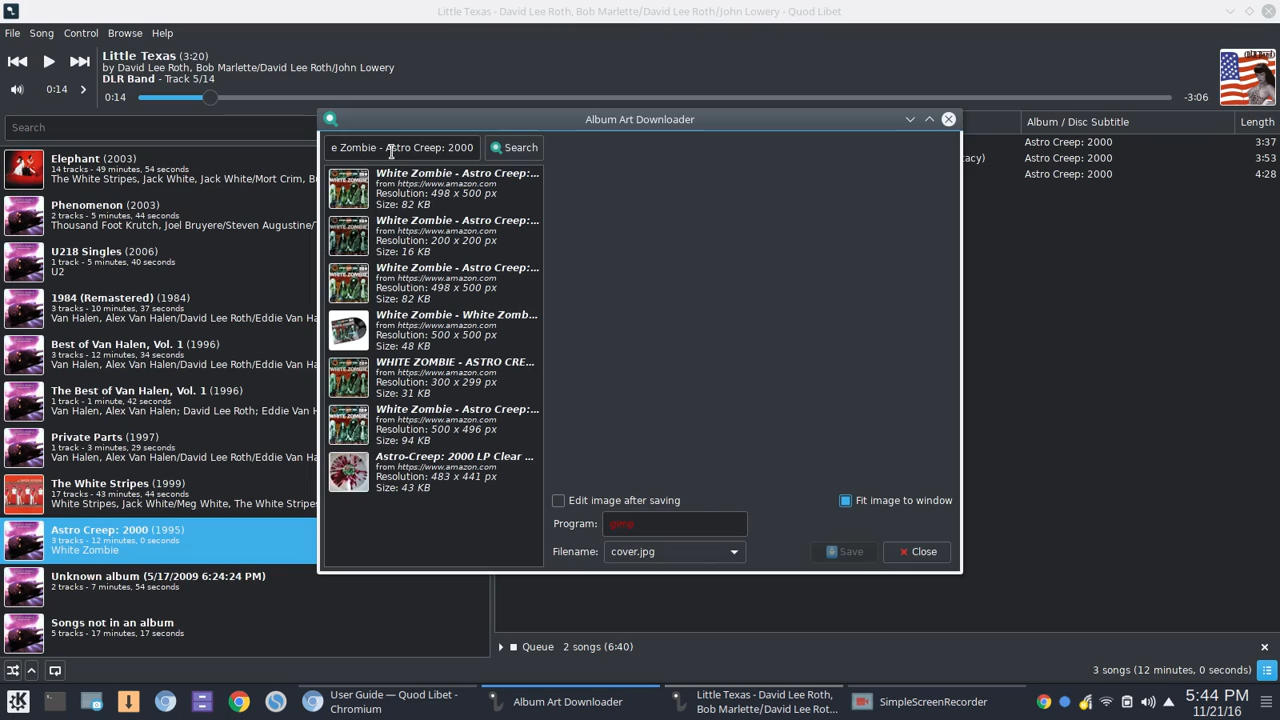 Little Texas - David Lee Roth, Bob Marlette/David Lee Roth/John Lowery - Quod Libet
File Song Control Browse Help
Little Texas (3:20)
by David Lee Roth, Bob Marlette/David Lee Roth/John Lowery
DLR Band - Track 5/14
0:14
0:14
-3:06
Search
Elephant (2003)
14 tracks - 49 minutes, 54 seconds
The White Stripes, Jack White, Jack White/Mort Crim, B
Phenomenon (2003)
2 tracks - 5 minutes, 44 seconds
Thousand Foot Krutch, Joel Bruyere/Steven Augustine/
U218 Singles (2006)
1 track - 5 minutes, 40 seconds
U2
1984 (Remastered) (1984)
3 tracks - 10 minutes, 37 seconds
Van Halen, Alex Van Halen/David Lee Roth/Eddie Van H
Best of Van Halen, Vol. 1 (1996)
3 tracks - 12 minutes, 34 seconds
Van Halen, Alex Van Halen/David Lee Roth/Eddie Van H
The Best of Van Halen, Vol. 1 (1996)
1 track - 1 minute, 42 seconds
Van Halen, Alex Van Halen; David Lee Roth; Eddie Van H
Private Parts (1997)
1 track - 3 minutes, 29 seconds
Van Halen, Alex Van Halen/David Lee Roth/Eddie Van H
The White Stripes (1999)
17 tracks - 43 minutes, 44 seconds
White Stripes, Jack White/Meg White, The White Stripes
Astro Creep: 2000 (1995)
3 tracks - 12 minutes, 0 seconds
White Zombie
Unknown album (5/17/2009 6:24:24 PM)
2 tracks - 7 minutes, 54 seconds
Songs not in an album
5 tracks - 17 minutes, 17 seconds
Album Art Downloader
e Zombie - Astro Creep: 2000
Search
White Zombie - Astro Creep:...
from https://www.amazon.com
Resolution: 498 x 500 px
Size: 82 KB
White Zombie - Astro Creep:...
from https://www.amazon.com
Resolution: 200 x 200 px
Size: 16 KB
White Zombie - Astro Creep:...
from https://www.amazon.com
Resolution: 498 x 500 px
Size: 82 KB
White Zombie - White Zomb...
from https://www.amazon.com
Resolution: 500 x 500 px
Size: 48 KB
WHITE ZOMBIE - ASTRO CRE...
from https://www.amazon.com
Resolution: 300 x 299 px
Size: 31 KB
White Zombie - Astro Creep:...
from https://www.amazon.com
Resolution: 500 x 496 px
Size: 94 KB
Astro-Creep: 2000 LP Clear ...
from https://www.amazon.com
Resolution: 483 x 441 px
Size: 43 KB
Edit image after saving
Fit image to window
Program: gimp
Filename: cover.jpg
Save
Close
Album / Disc Subtitle Length
Astro Creep: 2000 3:37
acy) Astro Creep: 2000 3:53
Astro Creep: 2000 4:28
Queue 2 songs (6:40)
3 songs (12 minutes, 0 seconds)
User Guide — Quod Libet -
Chromium
Album Art Downloader
Little Texas - David Lee Roth,
Bob Marlette/David Lee Rot...
SimpleScreenRecorder
5:44 PM
11/21/16